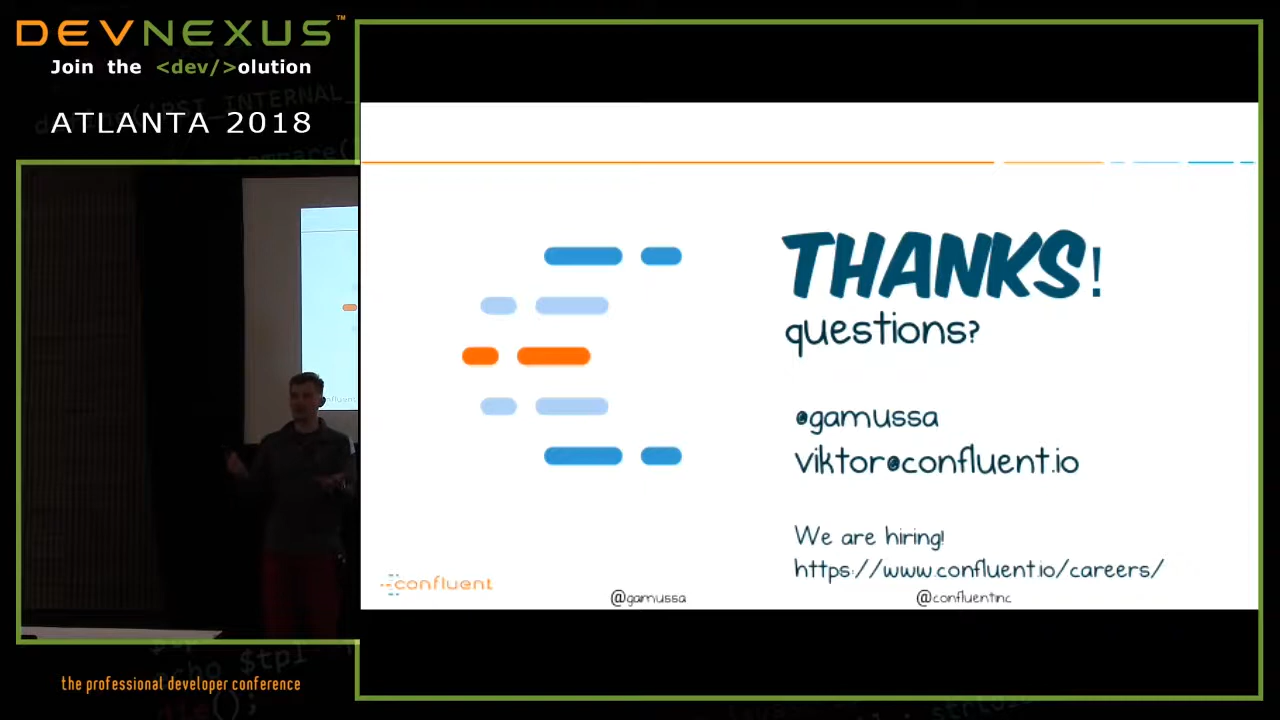 DEVNEXUS™
Join the <dev/>olution
ATLANTA 2018
THANKS!
questions?
@gamussa
viktor@confluent.io
We are hiring!
https://www.confluent.io/careers/
confluent
@gamussa
@confluentinc
the professional developer conference